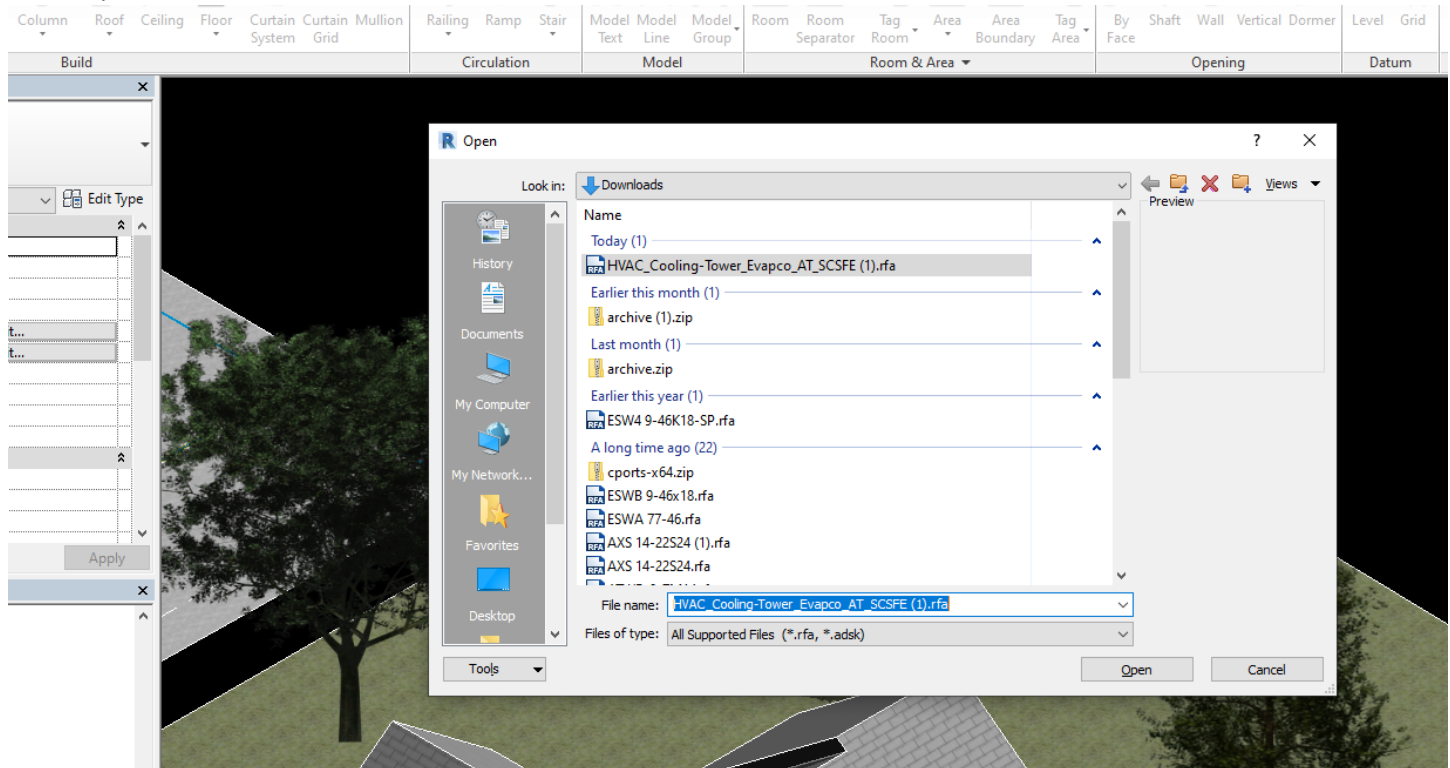 Column Roof Ceiling Floor Curtain System Curtain Grid Mullion Railing Ramp Stair Model Text Model Line Model Group Room Room Separator Tag Room Area Area Boundary Tag Area By Face Shaft Wall Vertical Dormer Level Grid
Build Circulation Model Room & Area Opening Datum
Edit Type
t...
t...
Apply
Open
Look in: Downloads Views
Preview
Name
Today (1)
HVAC_Cooling-Tower_Evapco_AT_SCSFE (1).rfa
Earlier this month (1)
archive (1).zip
Last month (1)
archive.zip
Earlier this year (1)
ESW4 9-46K18-SP.rfa
A long time ago (22)
cports-x64.zip
ESWB 9-46x18.rfa
ESWA 77-46.rfa
AXS 14-22S24 (1).rfa
AXS 14-22S24.rfa
History
Documents
My Computer
My Network...
Favorites
Desktop
File name: HVAC_Cooling-Tower_Evapco_AT_SCSFE (1).rfa
Files of type: All Supported Files (*.rfa, *.adsk)
Tools Open Cancel